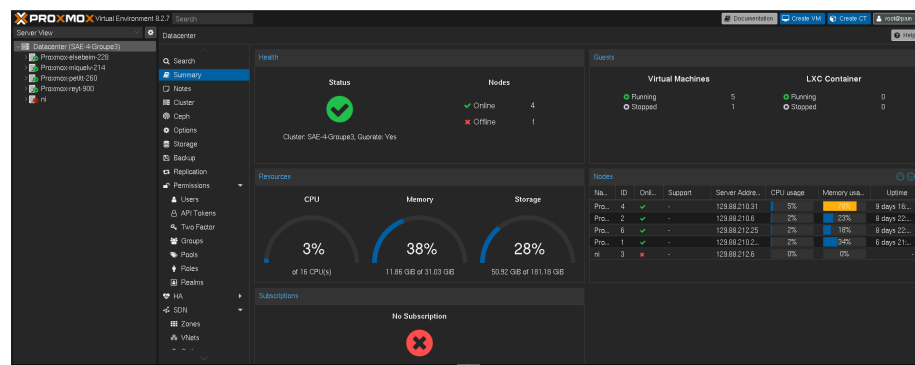 PROXMOX Virtual Environment 8.2.7 Search
Documentation Create VM Create CT root@pam
Server View
Datacenter
Help
Datacenter (SAE-4-Groupe3)
Proxmox-elsebeim-228
Proxmox-miquelv-214
Proxmox-petitt-260
Proxmox-reyt-900
ni
Search
Summary
Notes
Cluster
Ceph
Options
Storage
Backup
Replication
Permissions
Users
API Tokens
Two Factor
Groups
Pools
Roles
Realms
HA
SDN
Zones
VNets
Health
Status
Cluster: SAE-4-Groupe3, Quorate: Yes
Nodes
Online 4
Offline 1
Guests
Virtual Machines
Running 5
Stopped 1
LXC Container
Running 0
Stopped 0
Resources
CPU
3%
of 16 CPU(s)
Memory
38%
11.86 GiB of 31.03 GiB
Storage
28%
50.92 GiB of 181.18 GiB
Nodes
Na... ID Onli... Support Server Addre... CPU usage Memory usa... Uptime
Pro... 4 - 129.88.210.31 5% 9 days 16:...
Pro... 2 - 129.88.210.6 2% 23% 8 days 22:...
Pro... 6 - 129.88.212.25 2% 18% 8 days 22:...
Pro... 1 - 129.88.210.2... 2% 34% 6 days 21:...
ni 3 - 129.88.212.6 0% 0% -
Subscriptions
No Subscription